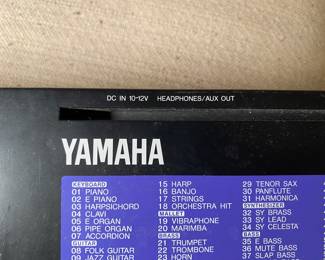 DC IN 10-12V HEADPHONES/AUX OUT
YAMAHA
KEYBOARD
01 PIANO
02 E PIANO
03 HARPSICHORD
04 CLAVI
05 E ORGAN
06 PIPE ORGAN
07 ACCORDION
GUITAR
08 FOLK GUITAR
09 JAZZ GUITAR
15 HARP
16 BANJO
17 STRINGS
18 ORCHESTRA HIT
MALLET
19 VIBRAPHONE
20 MARIMBA
BRASS
21 TRUMPET
22 TROMBONE
23 HORN
29 TENOR SAX
30 PANFLUTE
31 HARMONICA
SYNTHESIZER
32 SY BRASS
33 SY LEAD
34 SY CELESTA
BASS
35 E BASS
36 MUTE BASS
37 SLAP BASS